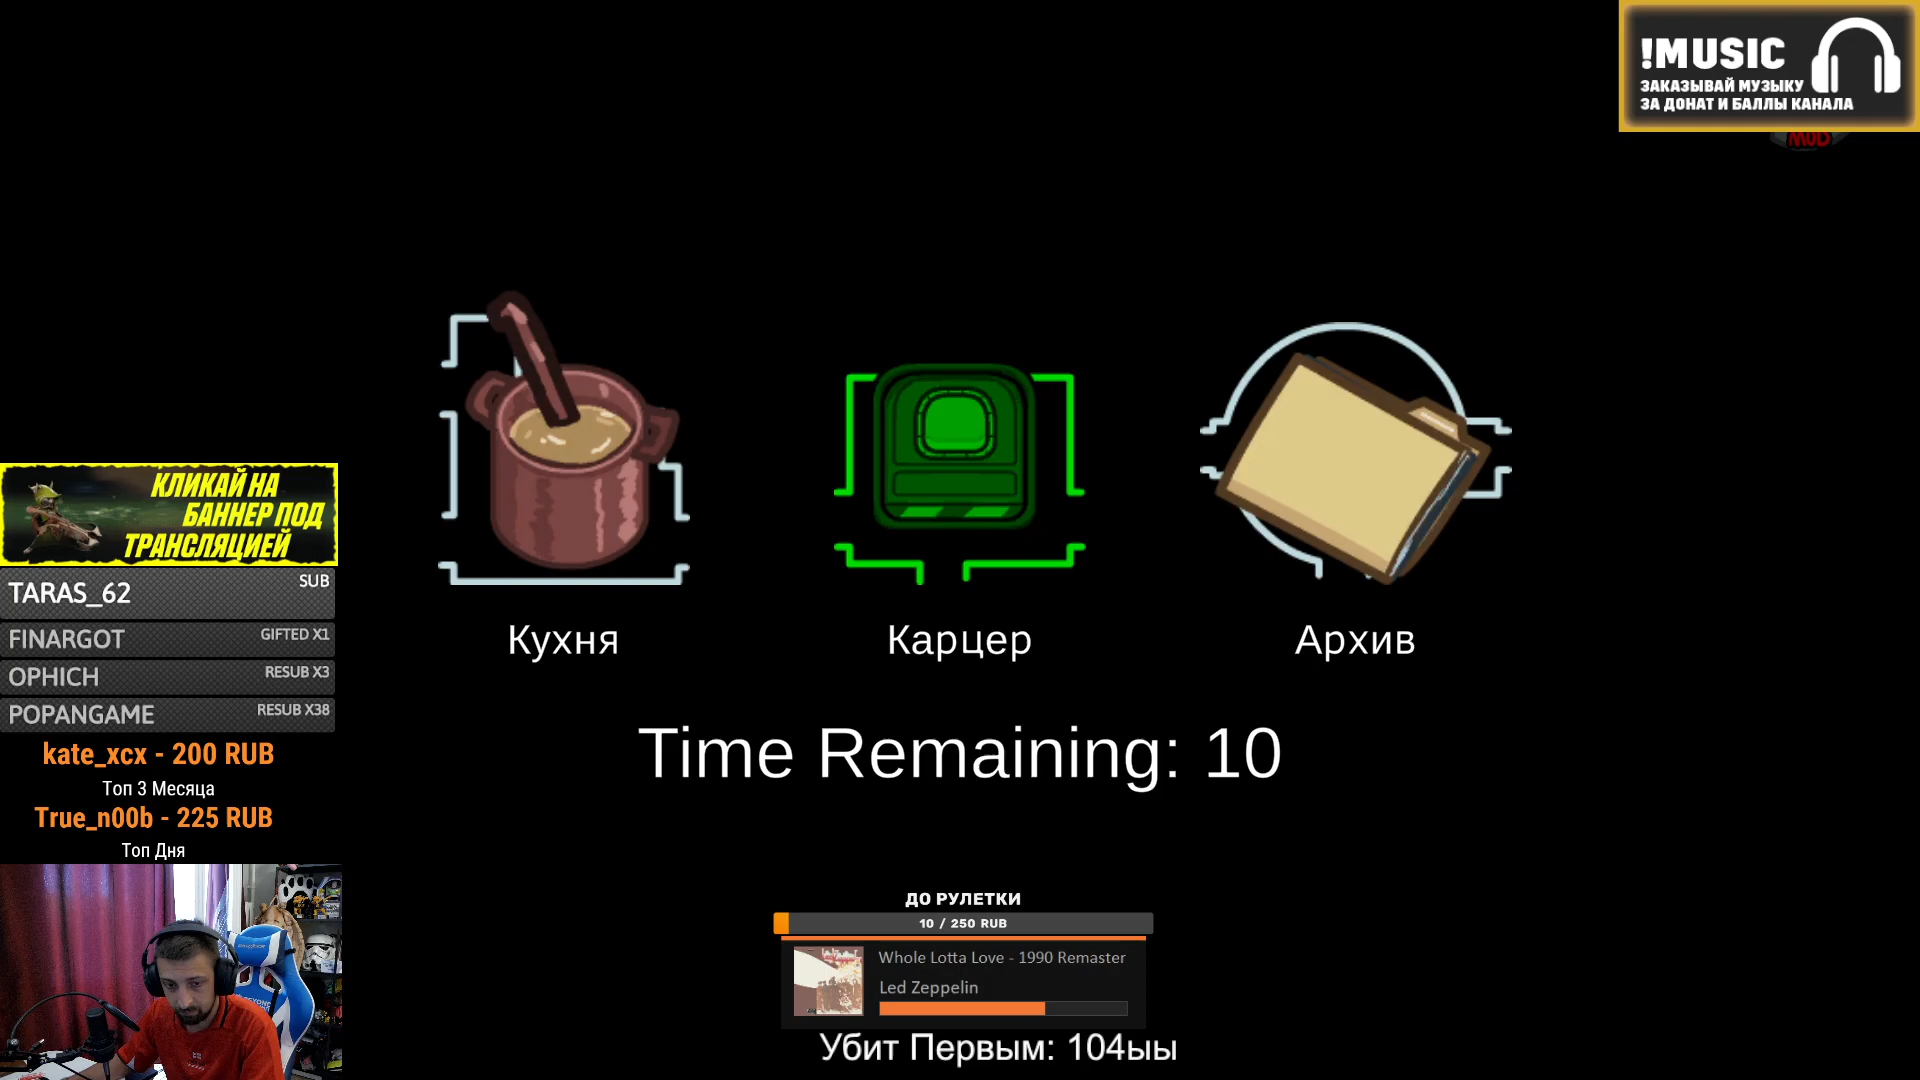 !MUSIC
ЗАКАЗЫВАЙ МУЗЫКУ
ЗА ДОНАТ И БАЛЛЫ КАНАЛА
MOD
КЛИКАЙ НА
БАННЕР ПОД
ТРАНСЛЯЦИЕЙ
TARAS_62 SUB
FINARGOT GIFTED X1
OPHICH RESUB X3
POPANGAME RESUB X38
kate_xcx - 200 RUB
Топ 3 Месяца
True_n00b - 225 RUB
Топ Дня
Кухня
Карцер
Архив
Time Remaining: 10
ДО РУЛЕТКИ
10 / 250 RUB
Whole Lotta Love - 1990 Remaster
Led Zeppelin
Убит Первым: 104ыы